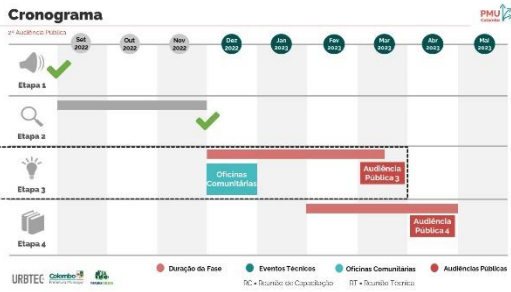 Cronograma
PMU
Colombo
2ª Audiência Pública
Set
2022
Out
2022
Nov
2022
Dez
2022
Jan
2023
Fev
2023
Mar
2023
Abr
2023
Mai
2023
Etapa 1
Etapa 2
Etapa 3
Oficinas
Comunitárias
Audiência
Pública 3
Etapa 4
Audiência
Pública 4
URBTEC
Colombo
Prefeitura Municipal
Duração da Fase
Eventos Técnicos
Oficinas Comunitárias
Audiências Públicas
RC • Reunião de Capacitação
RT • Reunião Técnica